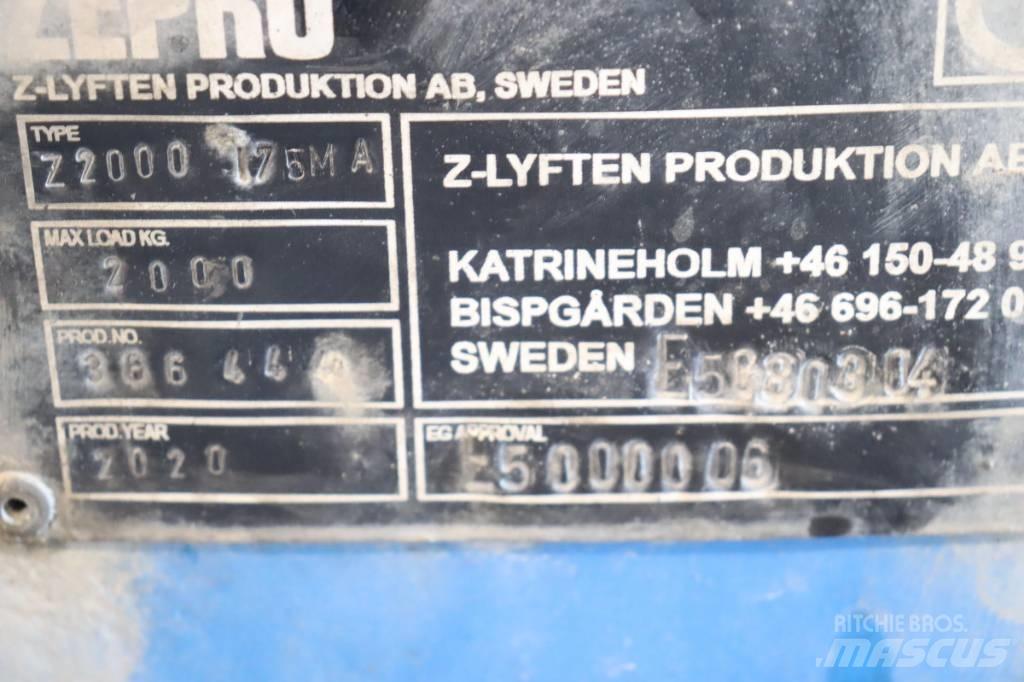 ZEPRO
Z-LYFTEN PRODUKTION AB, SWEDEN
TYPE
Z2000 175MA
MAX LOAD KG.
2000
PROD.NO.
PROD.YEAR
2020
Z-LYFTEN PRODUKTION AB
KATRINEHOLM +46 150-48 9
BISPGÅRDEN +46 696-172 0
SWEDEN
EG APPROVAL
E5000006
RITCHIE BROS.
MASCUS